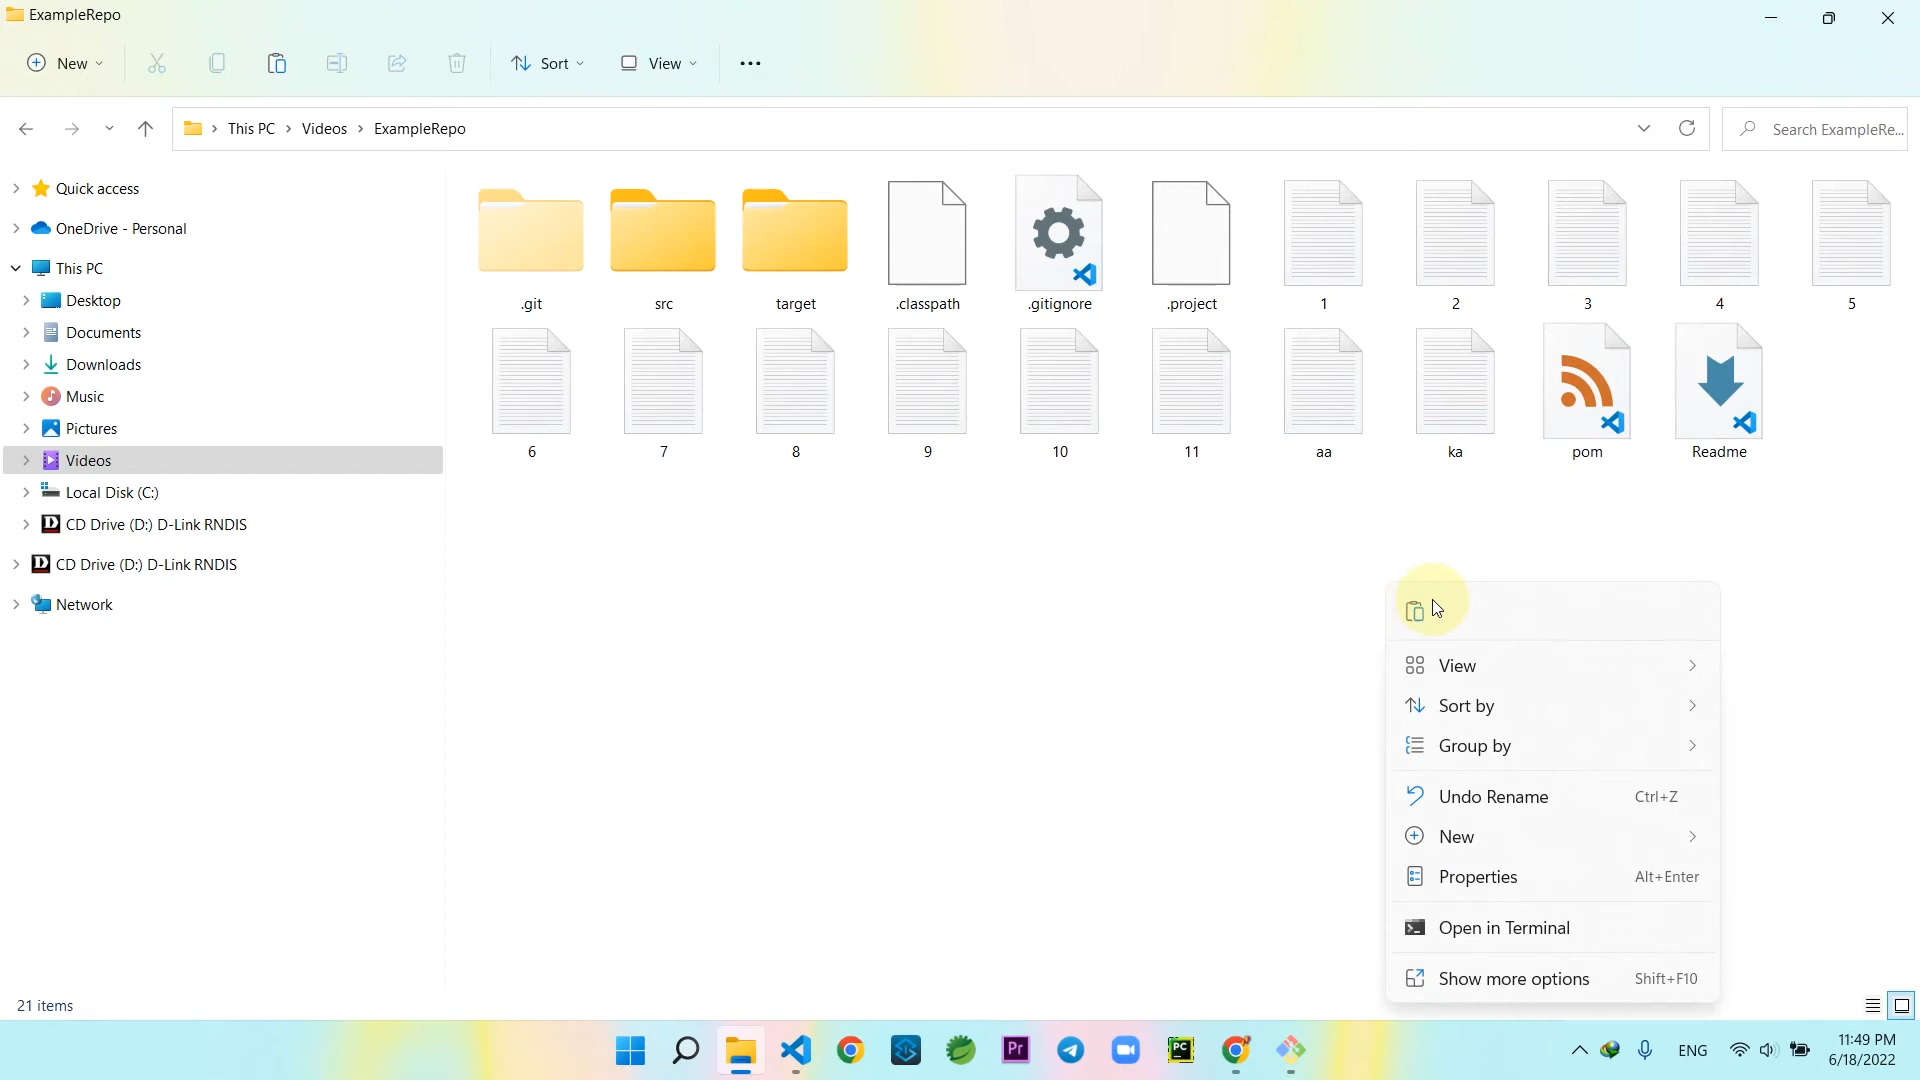 ExampleRepo
New
Sort
View
This PC
Videos
ExampleRepo
Search ExampleRe...
Quick access
OneDrive - Personal
This PC
Desktop
Documents
Downloads
Music
Pictures
Videos
Local Disk (C:)
CD Drive (D:) D-Link RNDIS
CD Drive (D:) D-Link RNDIS
Network
.git
src
target
.classpath
.gitignore
.project
1
2
3
4
5
6
7
8
9
10
11
aa
ka
pom
Readme
View
Sort by
Group by
Undo Rename Ctrl+Z
New
Properties Alt+Enter
Open in Terminal
Show more options Shift+F10
21 items
Pr
PC
ENG
11:49 PM
6/18/2022